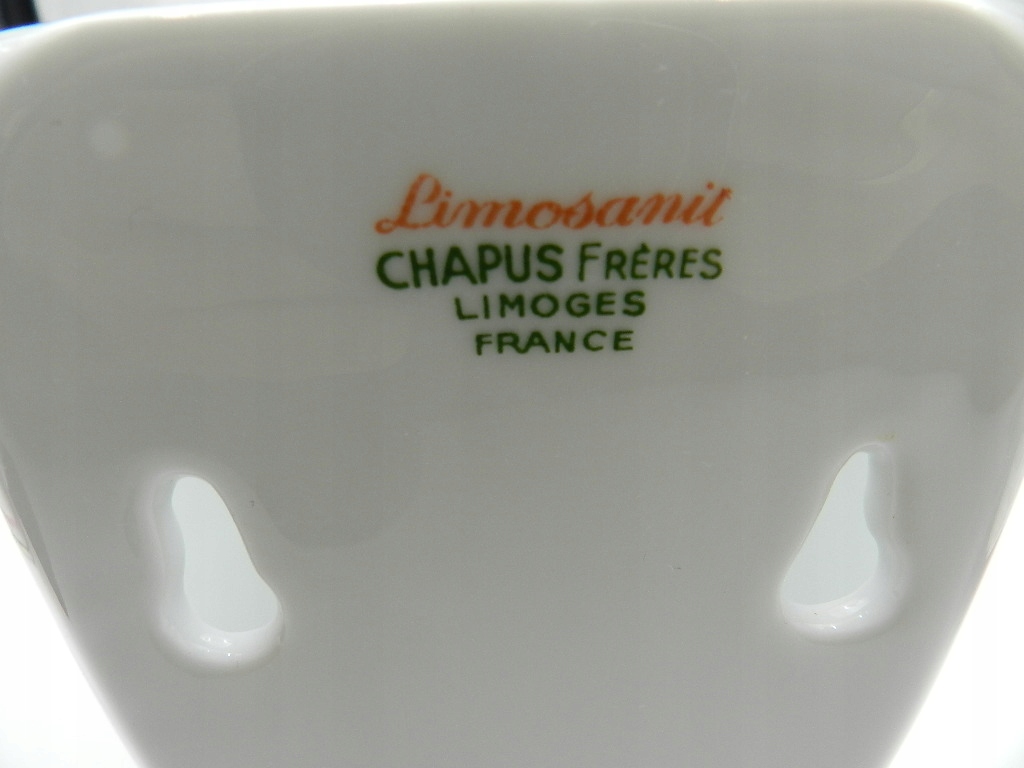 Limosanit
CHAPUS FRÈRES
LIMOGES
FRANCE